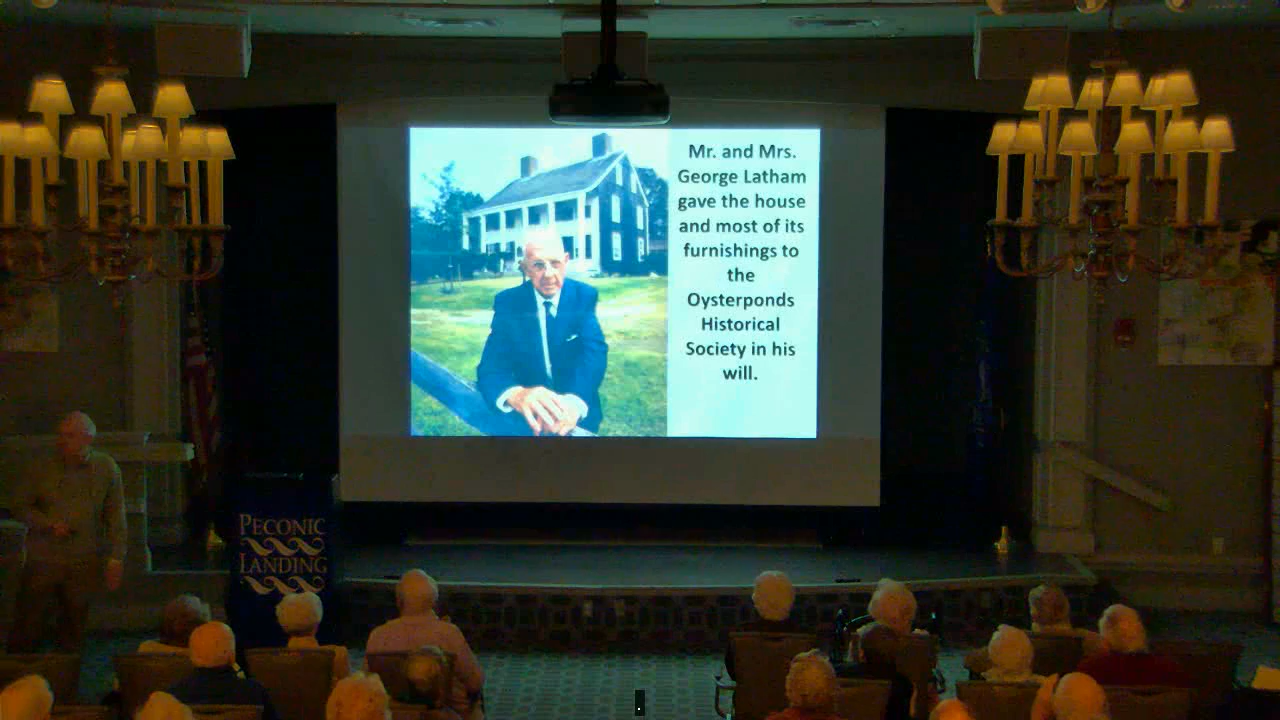 Mr. and Mrs.
George Latham
gave the house
and most of its
furnishings to
the
Oysterponds
Historical
Society in his
will.
PECONIC
LANDING